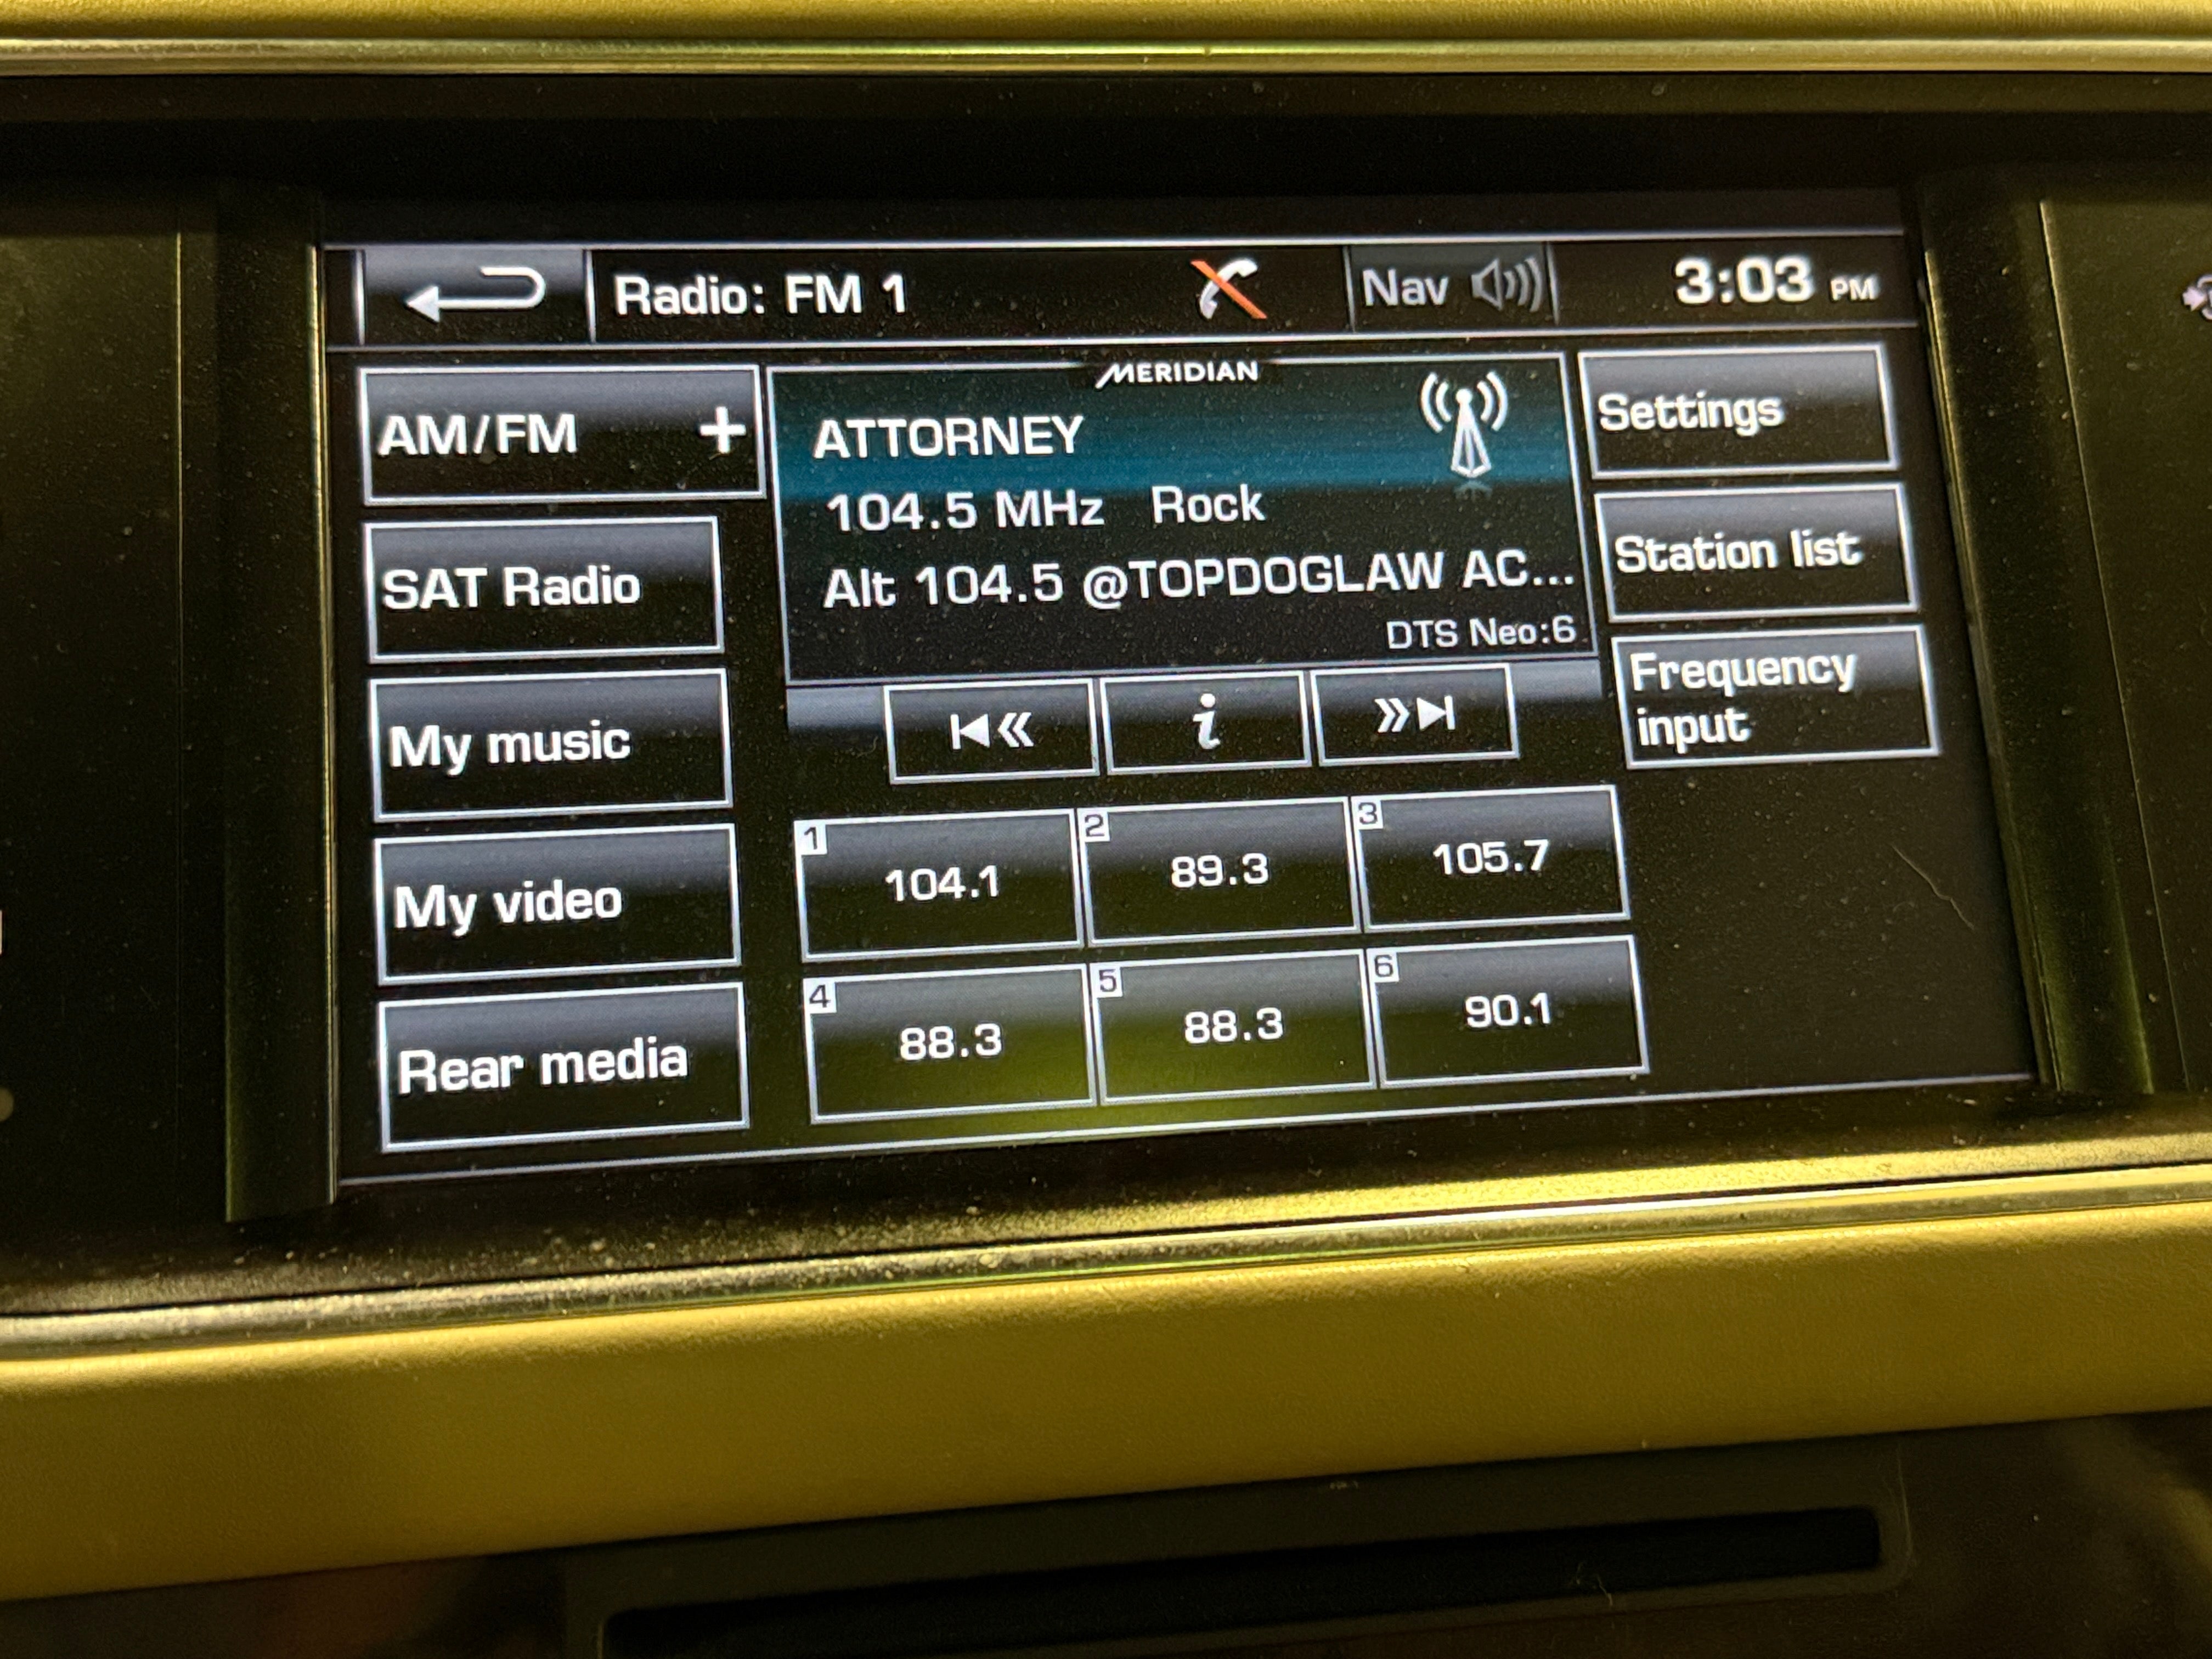 Radio: FM 1
Nav
3:03 PM
AM/FM +
SAT Radio
My music
My video
Rear media
MERIDIAN
ATTORNEY
104.5 MHz Rock
Alt 104.5 @TOPDOGLAW AC...
DTS Neo:6
i
1 104.1
2 89.3
3 105.7
4 88.3
5 88.3
6 90.1
Settings
Station list
Frequency
input